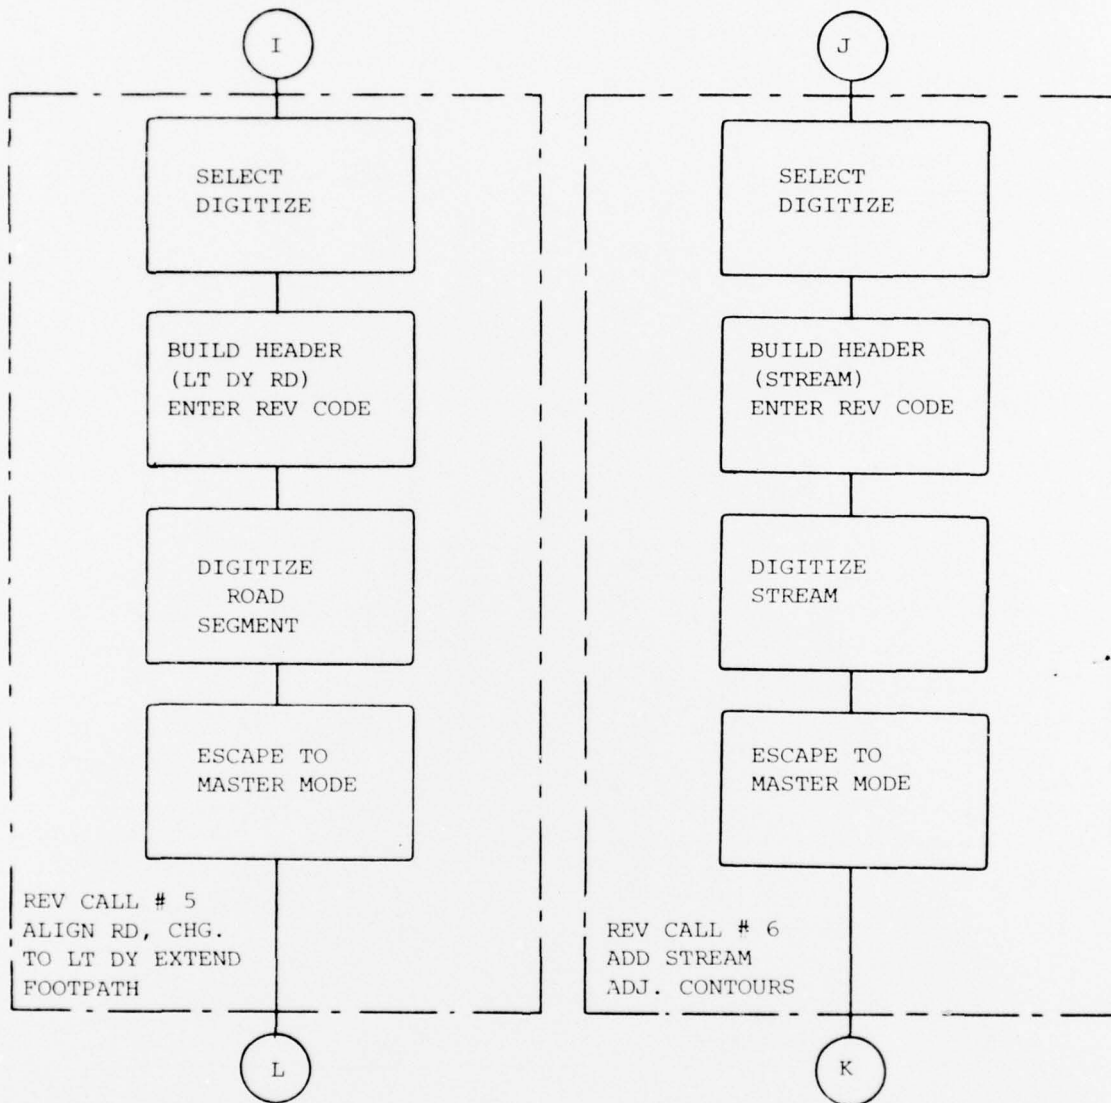 I
SELECT
DIGITIZE
BUILD HEADER
(LT DY RD)
ENTER REV CODE
DIGITIZE
ROAD
SEGMENT
ESCAPE TO
MASTER MODE
REV CALL # 5
ALIGN RD, CHG.
TO LT DY EXTEND
FOOTPATH
L
J
SELECT
DIGITIZE
BUILD HEADER
(STREAM)
ENTER REV CODE
DIGITIZE
STREAM
ESCAPE TO
MASTER MODE
REV CALL # 6
ADD STREAM
ADJ. CONTOURS
K